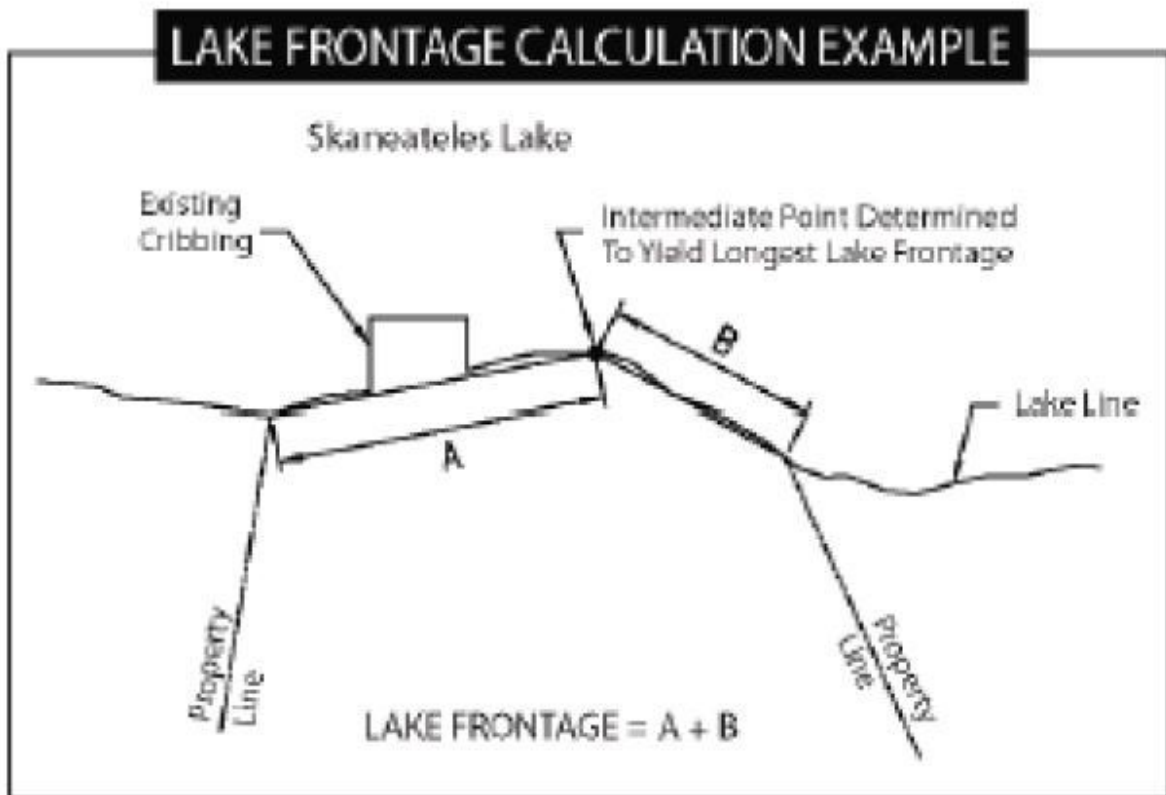 LAKE FRONTAGE CALCULATION EXAMPLE
Skaneateles Lake
Existing
Cribbing
Intermediate Point Determined
To Yield Longest Lake Frontage
B
Lake Line
A
Property
Line
Property
Line
LAKE FRONTAGE = A + B